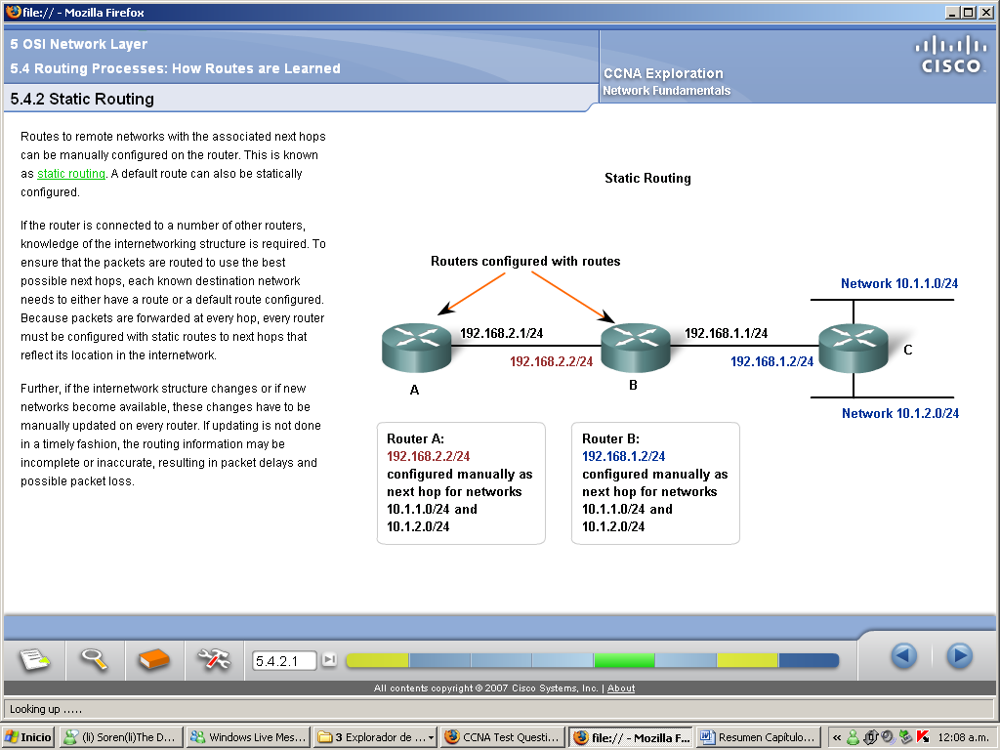 file:// - Mozilla Firefox
5 OSI Network Layer
5.4 Routing Processes: How Routes are Learned
CISCO
CCNA Exploration
Network Fundamentals
5.4.2 Static Routing
Routes to remote networks with the associated next hops
can be manually configured on the router. This is known
as static routing. A default route can also be statically
configured.
If the router is connected to a number of other routers,
knowledge of the internetworking structure is required. To
ensure that the packets are routed to use the best
possible next hops, each known destination network
needs to either have a route or a default route configured.
Because packets are forwarded at every hop, every router
must be configured with static routes to next hops that
reflect its location in the internetwork.
Further, if the internetwork structure changes or if new
networks become available, these changes have to be
manually updated on every router. If updating is not done
in a timely fashion, the routing information may be
incomplete or inaccurate, resulting in packet delays and
possible packet loss.
Static Routing
Routers configured with routes
Network 10.1.1.0/24
192.168.2.1/24
192.168.1.1/24
192.168.2.2/24
192.168.1.2/24
A
B
C
Network 10.1.2.0/24
Router A:
192.168.2.2/24
configured manually as
next hop for networks
10.1.1.0/24 and
10.1.2.0/24
Router B:
192.168.1.2/24
configured manually as
next hop for networks
10.1.1.0/24 and
10.1.2.0/24
5.4.2.1
All contents copyright © 2007 Cisco Systems, Inc. | About
Looking up .....
Inicio
(li) Soren(li)The D...
Windows Live Mes...
3 Explorador de ...
CCNA Test Questi...
file:// - Mozilla F...
Resumen Capítulo...
«
12:08 a.m.